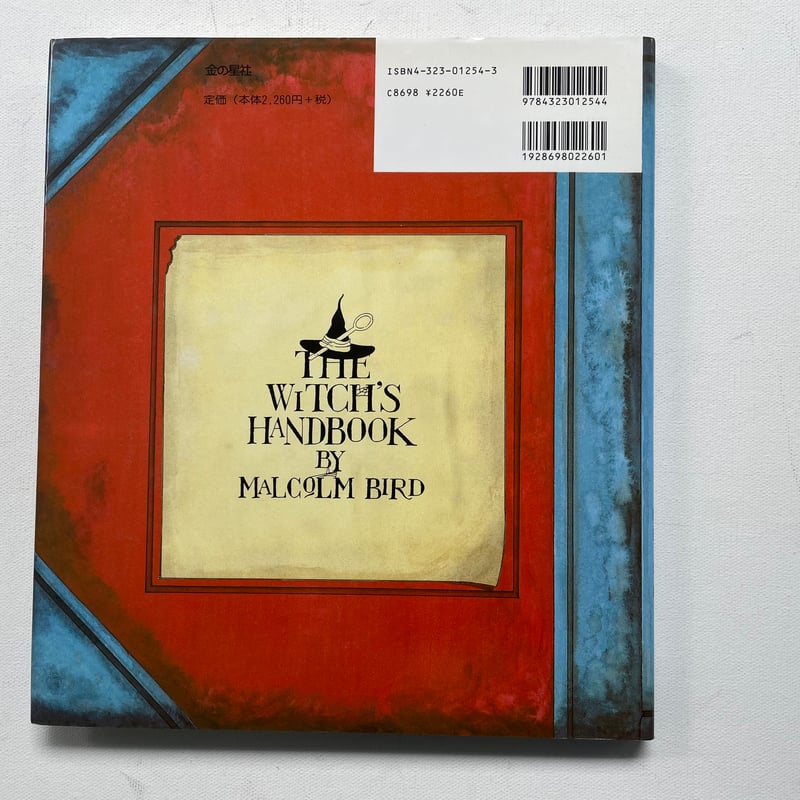 金の星社
定価（本体2,260円＋税）
ISBN4-323-01254-3
C8698 ¥2260E
9784323012544
1928698022601
THE
WITCH'S
HANDBOOK
BY
MALCOLM BIRD